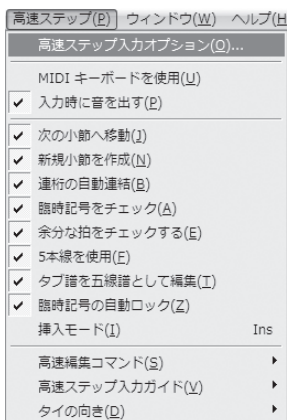 高速ステップ(P) ウィンドウ(W) ヘルプ(H
高速ステップ入力オプション(O)...
MIDI キーボードを使用(U)
入力時に音を出す(P)
次の小節へ移動(J)
新規小節を作成(N)
連桁の自動連結(B)
臨時記号をチェック(A)
余分な拍をチェックする(E)
5本線を使用(F)
タブ譜を五線譜として編集(T)
臨時記号の自動ロック(Z)
挿入モード(I) Ins
高速編集コマンド(S)
高速ステップ入力ガイド(V)
タイの向き(D)